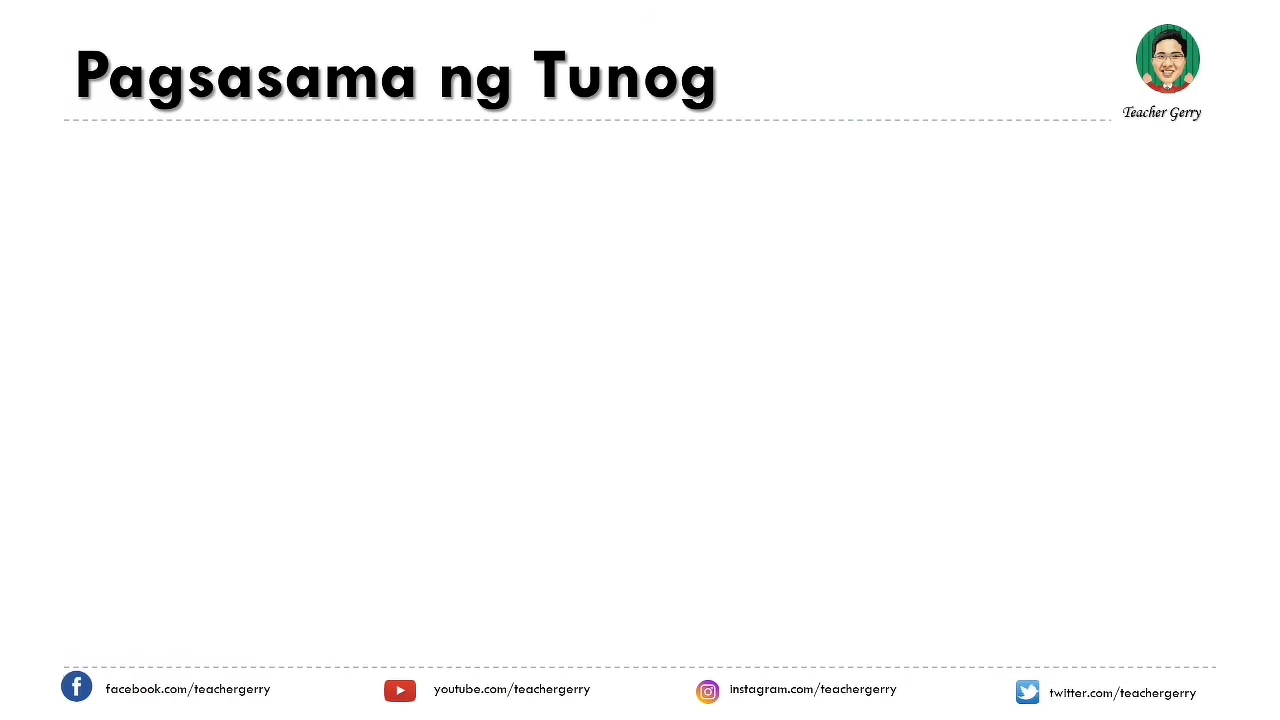 Pagsasama ng Tunog
Teacher Gerry
facebook.com/teachergerry
youtube.com/teachergerry
instagram.com/teachergerry
twitter.com/teachergerry